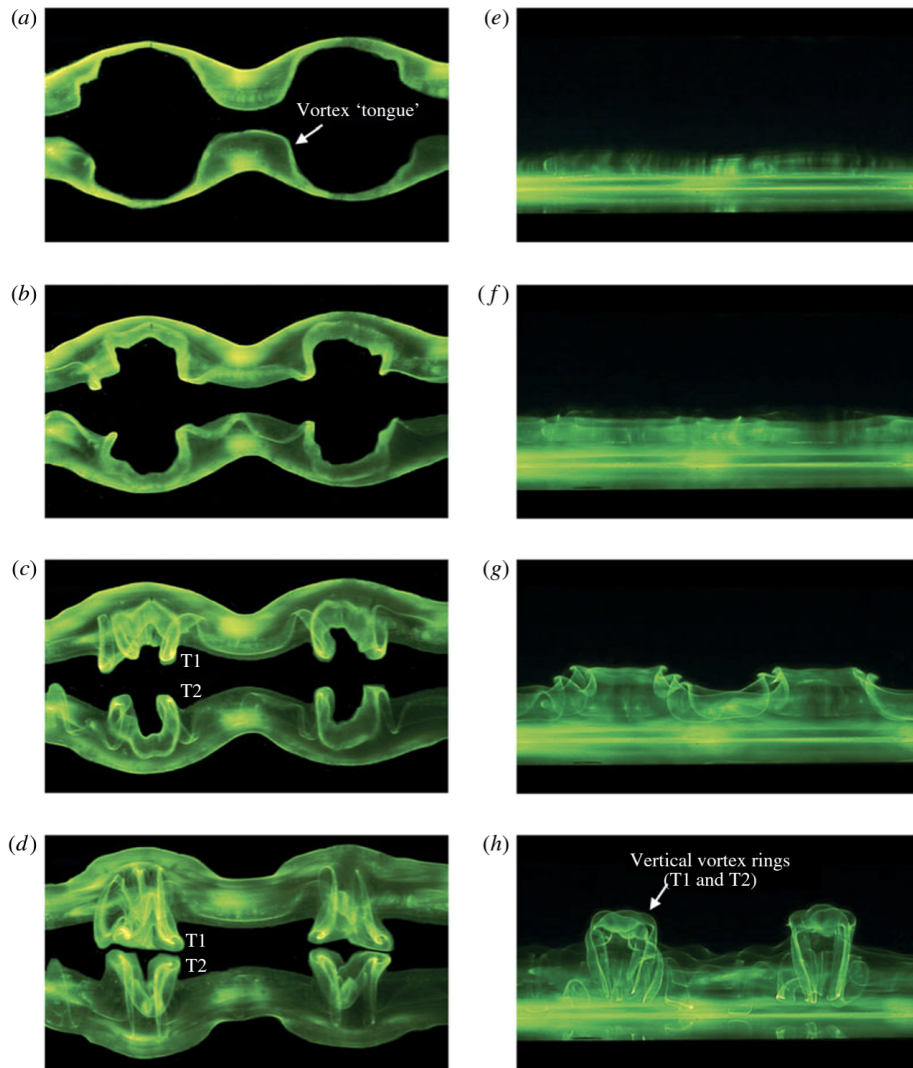 (a)
(e)
Vortex ‘tongue’
(b)
(f)
(c)
(g)
T1
T2
(d)
(h)
Vertical vortex rings
(T1 and T2)
T1
T2